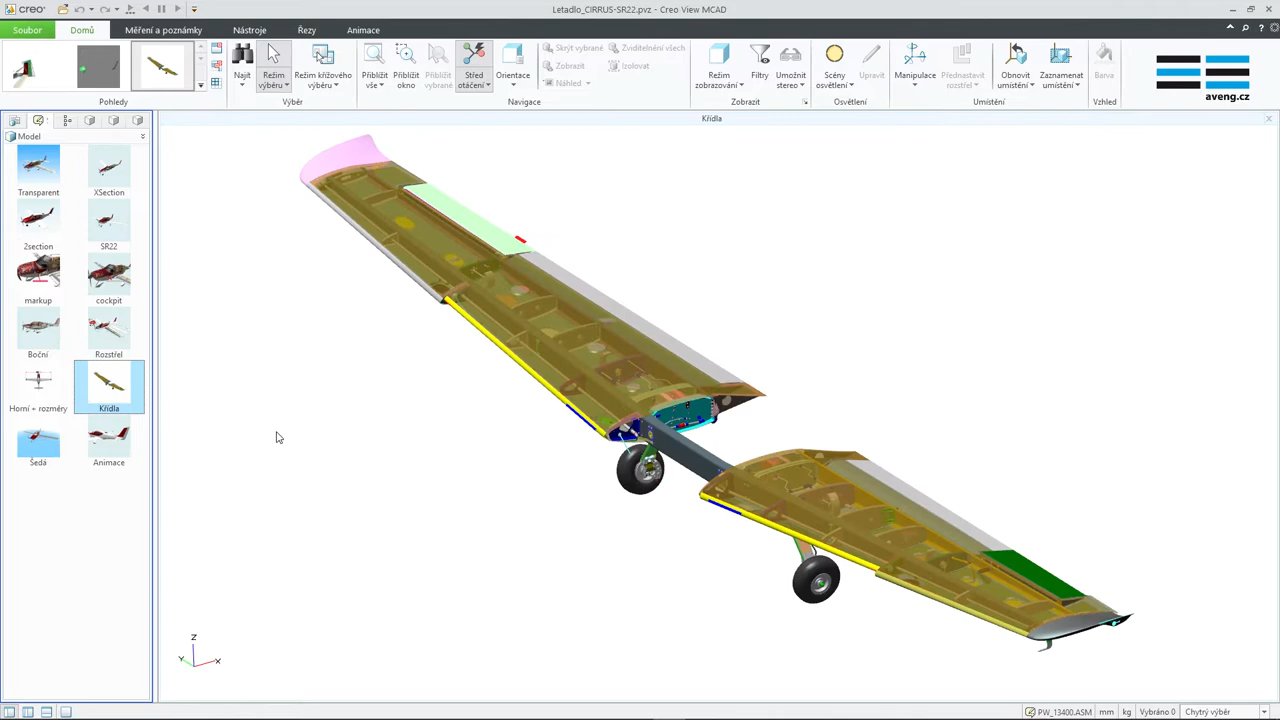 creo
Letadlo_CIRRUS-SR22.pvz - Creo View MCAD
Soubor
Domů
Měření a poznámky
Nástroje
Řezy
Animace
Pohledy
Najít
Režim výběru
Režim křížového výběru
Výběr
Přiblížit vše
Přiblížit okno
Přiblížit vybrané
Střed otáčení
Orientace
Skrýt vybrané
Zobrazit
Náhled
Zviditelnění všech
Izolovat
Navigace
Režim zobrazování
Filtry
Umožnit stereo
Zobrazit
Scény osvětlení
Upravit
Osvětlení
Manipulace
Přednastavit rozstřel
Obnovit umístění
Zaznamenat umístění
Umístění
Barva
Vzhled
aveng.cz
Model
Křídla
Transparent
XSection
2section
SR22
markup
cockpit
Boční
Rozstřel
Horní + rozměry
Křídla
Šedá
Animace
Z
Y
X
PW_13400.ASM
mm
kg
Vybráno 0
Chytrý výběr